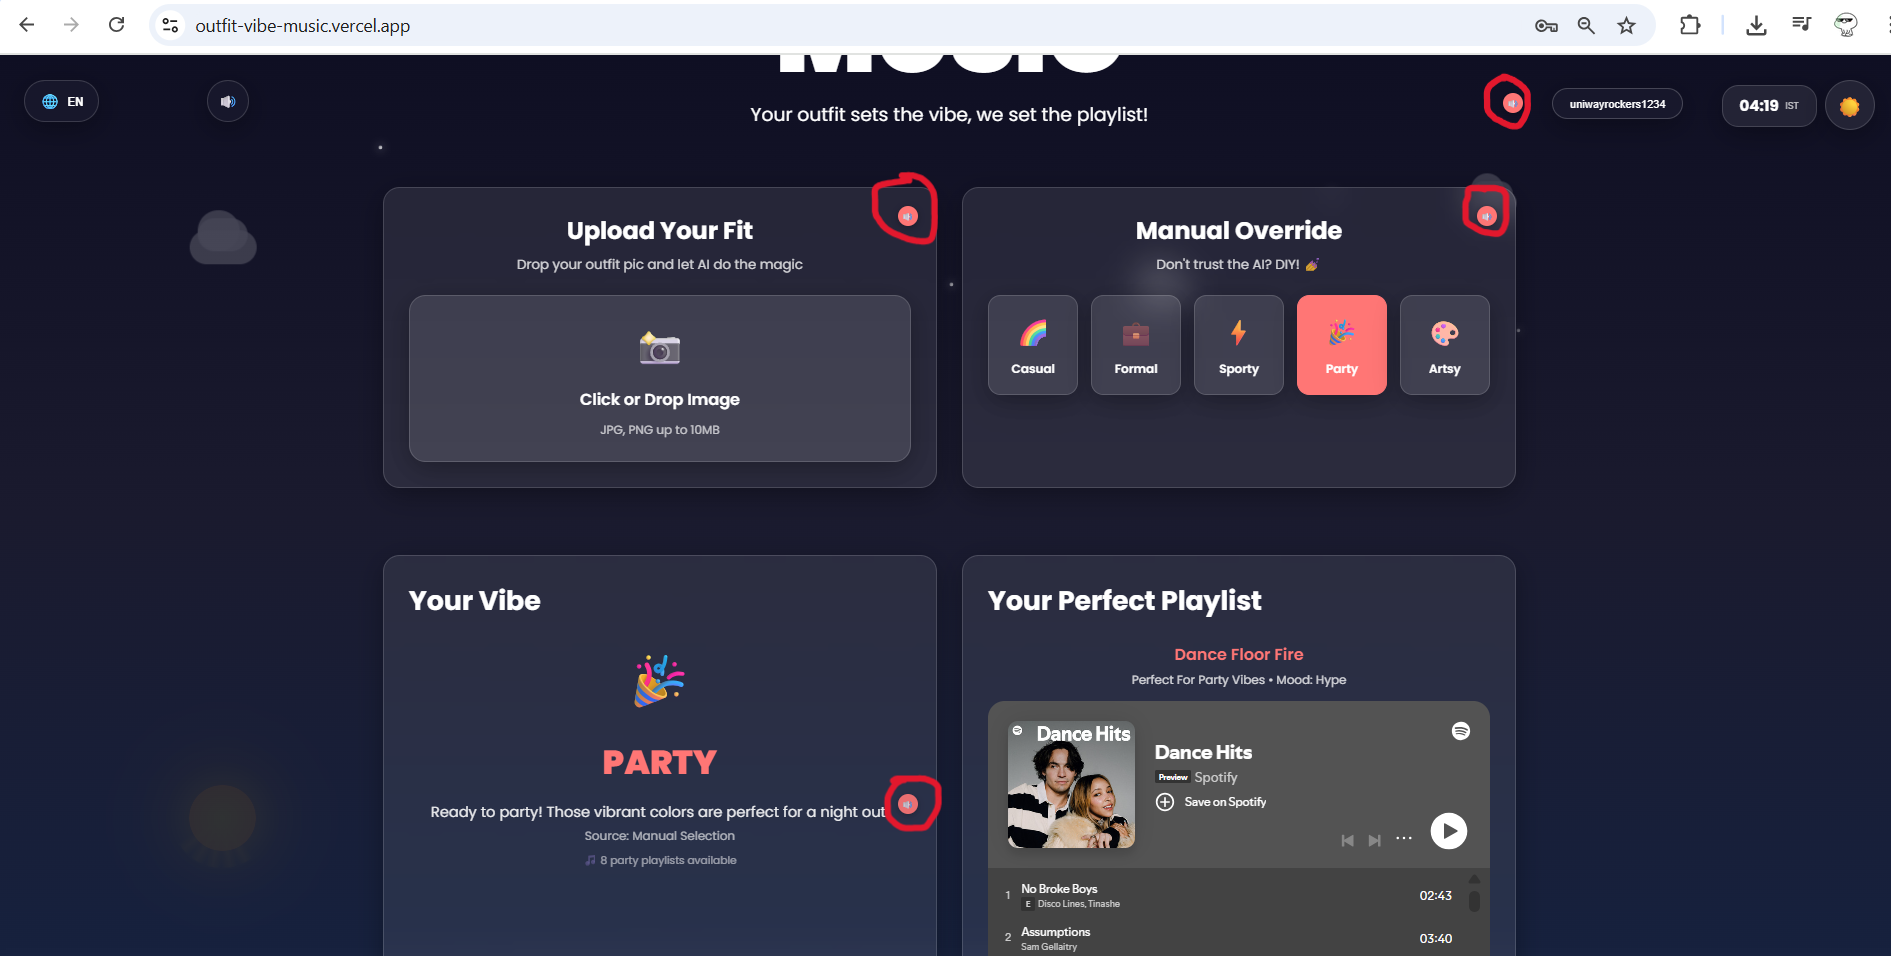 outfit-vibe-music.vercel.app
EN
Your outfit sets the vibe, we set the playlist!
uniwayrockers1234
04:19 IST
Upload Your Fit
Drop your outfit pic and let AI do the magic
Click or Drop Image
JPG, PNG up to 10MB
Manual Override
Don't trust the AI? DIY!
Casual
Formal
Sporty
Party
Artsy
Your Vibe
PARTY
Ready to party! Those vibrant colors are perfect for a night out
Source: Manual Selection
8 party playlists available
Your Perfect Playlist
Dance Floor Fire
Perfect For Party Vibes • Mood: Hype
Dance Hits
Dance Hits
Preview Spotify
Save on Spotify
1 No Broke Boys 02:43
E Disco Lines, Tinashe
2 Assumptions 03:40
Sam Gellaitry